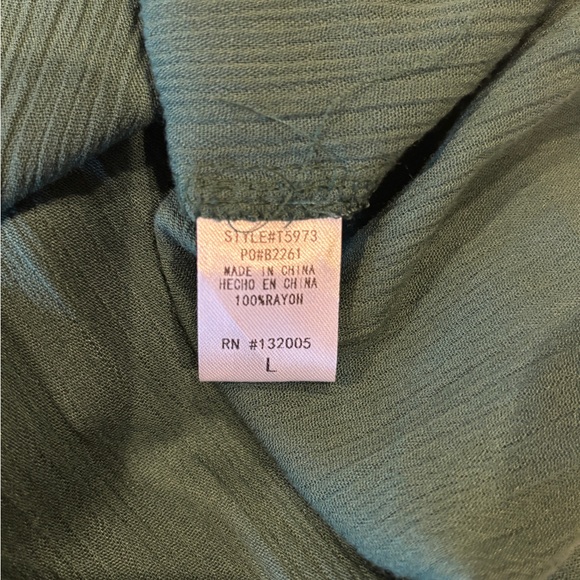 STYLE#T5973
PO#B2261
MADE IN CHINA
HECHO EN CHINA
100%RAYON
RN #132005
L